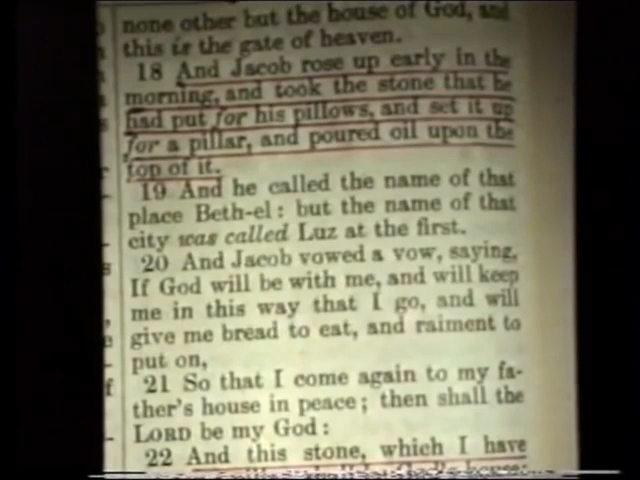 none other but the house of God, and
this is the gate of heaven.
18 And Jacob rose up early in the
morning, and took the stone that he
had put for his pillows, and set it up
for a pillar, and poured oil upon the
top of it.
19 And he called the name of that
place Beth-el: but the name of that
city was called Luz at the first.
20 And Jacob vowed a vow, saying,
If God will be with me, and will keep
me in this way that I go, and will
give me bread to eat, and raiment to
put on,
21 So that I come again to my fa-
ther's house in peace; then shall the
LORD be my God:
22 And this stone, which I have